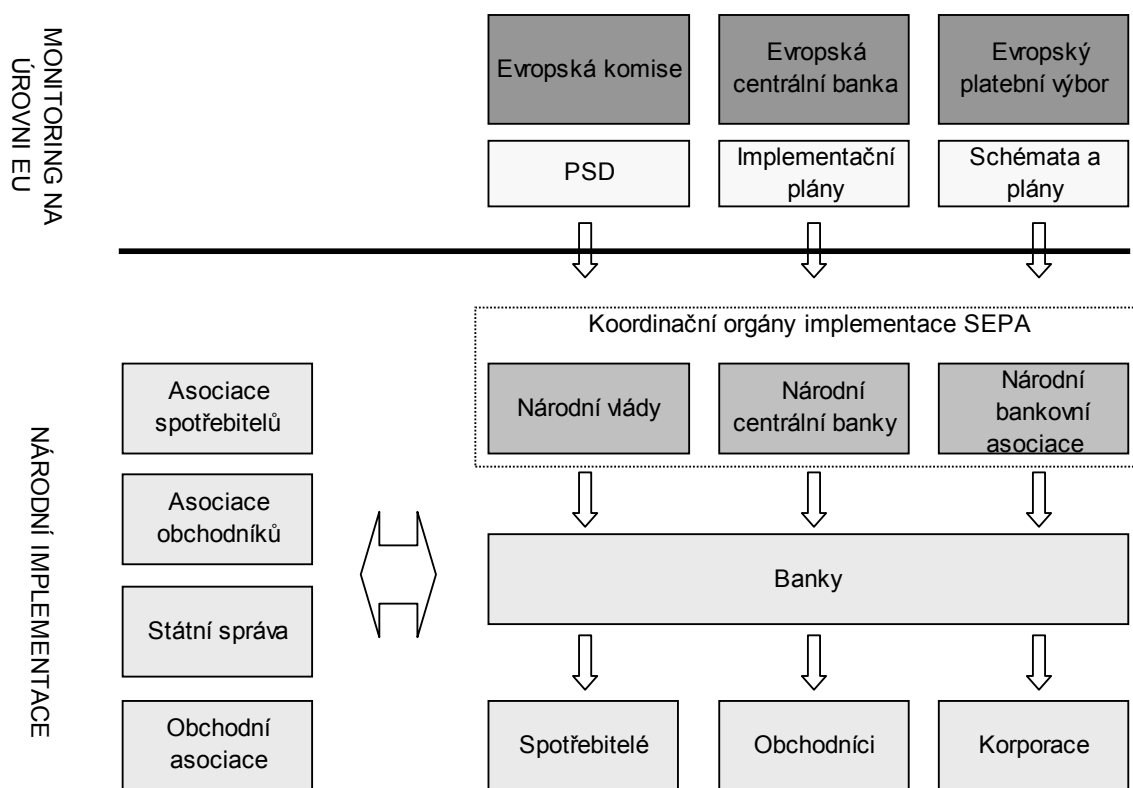 MONITORING NA
ÚROVNI EU
Evropská komise
Evropská
centrální banka
Evropský
platební výbor
PSD
Implementační
plány
Schémata a
plány
Koordinační orgány implementace SEPA
NÁRODNÍ IMPLEMENTACE
Asociace
spotřebitelů
Národní vlády
Národní
centrální banky
Národní
bankovní
asociace
Asociace
obchodníků
Banky
Státní správa
Obchodní
asociace
Spotřebitelé
Obchodníci
Korporace